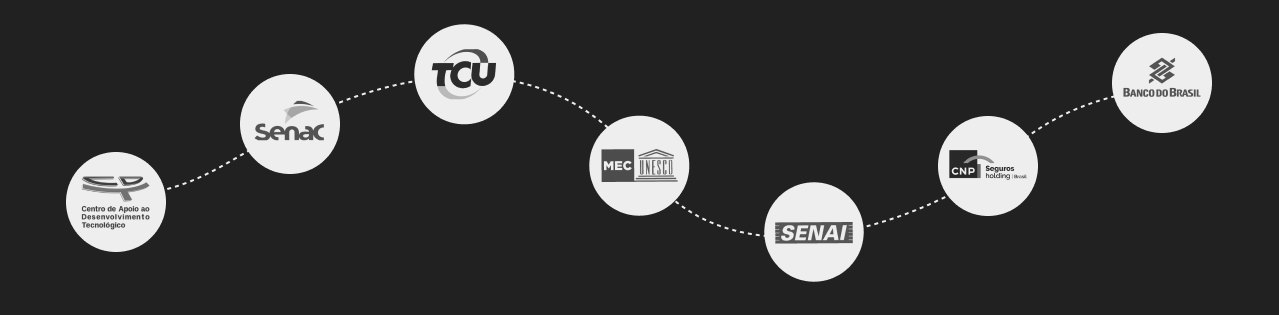 Centro de Apoio ao
Desenvolvimento
Tecnológico
Senac
TCU
MEC
UNESCO
SENAI
CNP
Seguros
holding | Brasil
BANCO DO BRASIL